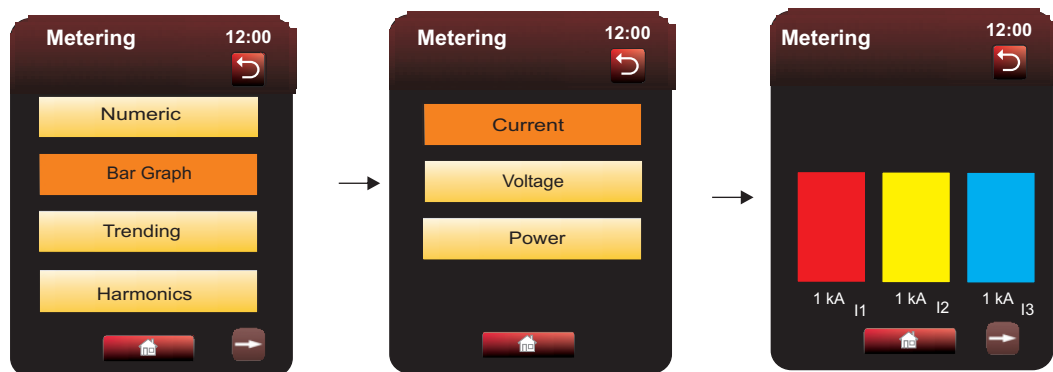 Metering 12:00
Numeric
Bar Graph
Trending
Harmonics
Metering 12:00
Current
Voltage
Power
Metering 12:00
1 kA I1 1 kA I2 1 kA I3